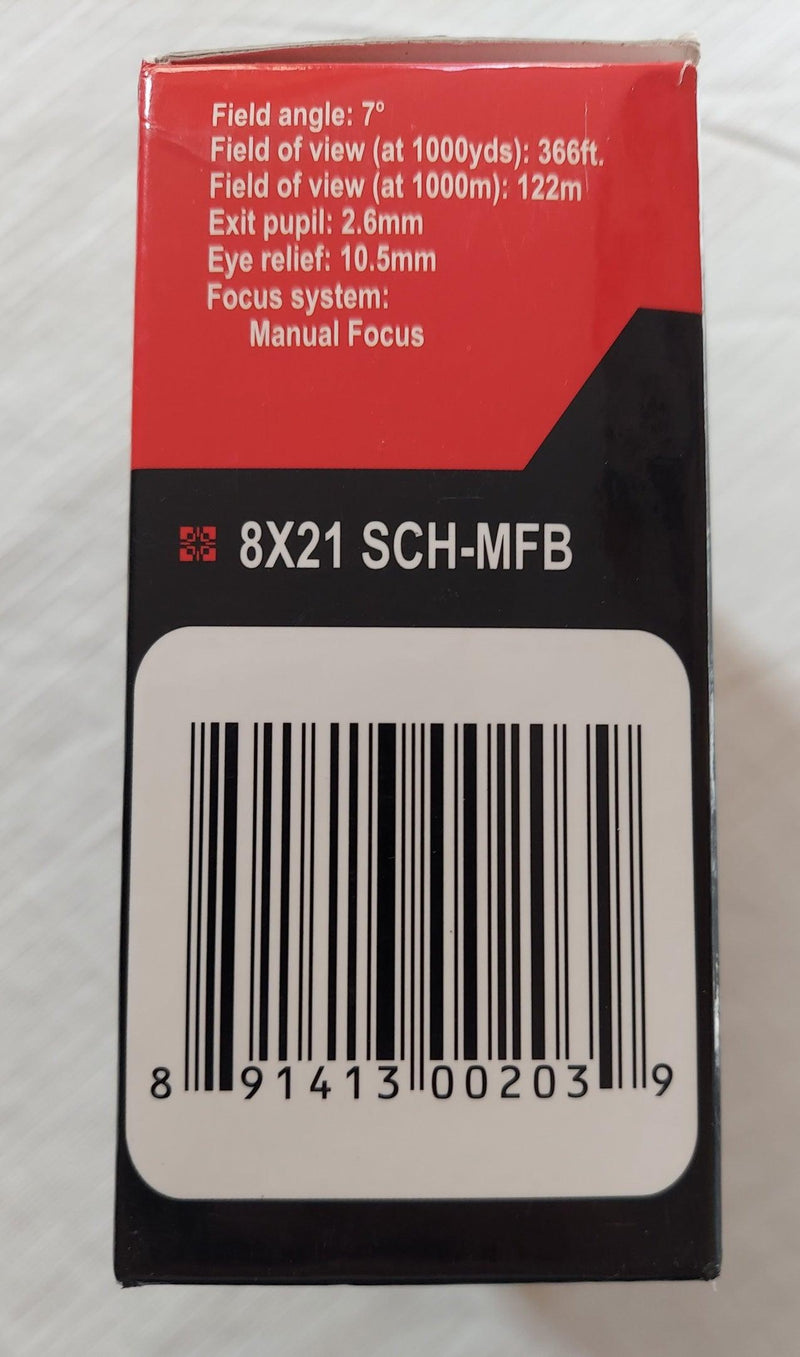 Field angle: 7º
Field of view (at 1000yds): 366ft.
Field of view (at 1000m): 122m
Exit pupil: 2.6mm
Eye relief: 10.5mm
Focus system:
Manual Focus
8X21 SCH-MFB
8 91413 00203 9